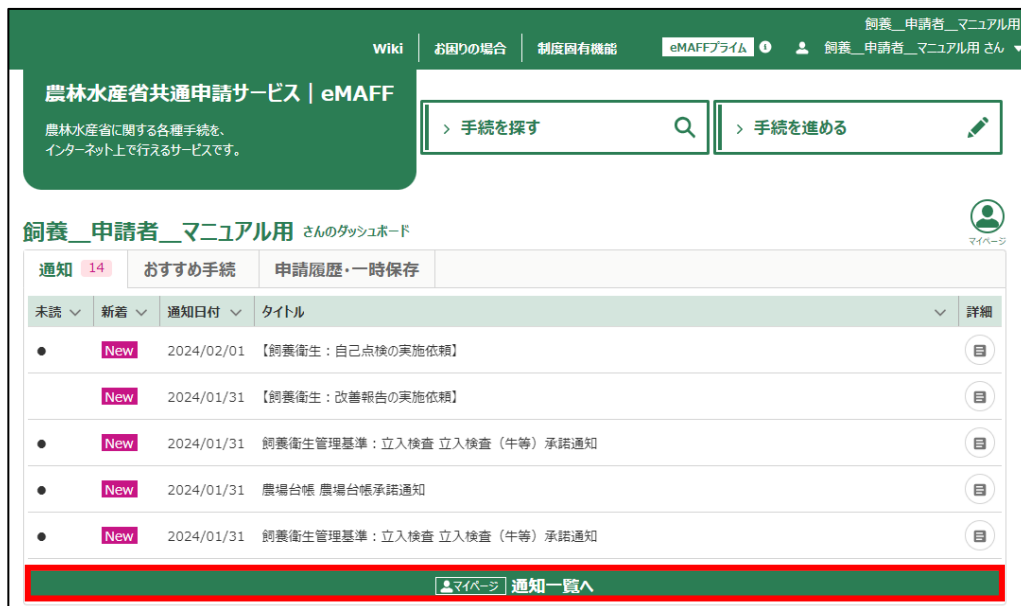 飼養__申請者__マニュアル用
Wiki お困りの場合 制度固有機能 eMAFFプライム 飼養__申請者__マニュアル用 さん
農林水産省共通申請サービス｜eMAFF
農林水産省に関する各種手続を、
インターネット上で行えるサービスです。
手続を探す
手続を進める
飼養__申請者__マニュアル用 さんのダッシュボード
マイページ
通知 14 おすすめ手続 申請履歴・一時保存
未読 新着 通知日付 タイトル 詳細
● New 2024/02/01 【飼養衛生：自己点検の実施依頼】
New 2024/01/31 【飼養衛生：改善報告の実施依頼】
● New 2024/01/31 飼養衛生管理基準：立入検査 立入検査（牛等）承諾通知
● New 2024/01/31 農場台帳 農場台帳承諾通知
● New 2024/01/31 飼養衛生管理基準：立入検査 立入検査（牛等）承諾通知
マイページ 通知一覧へ